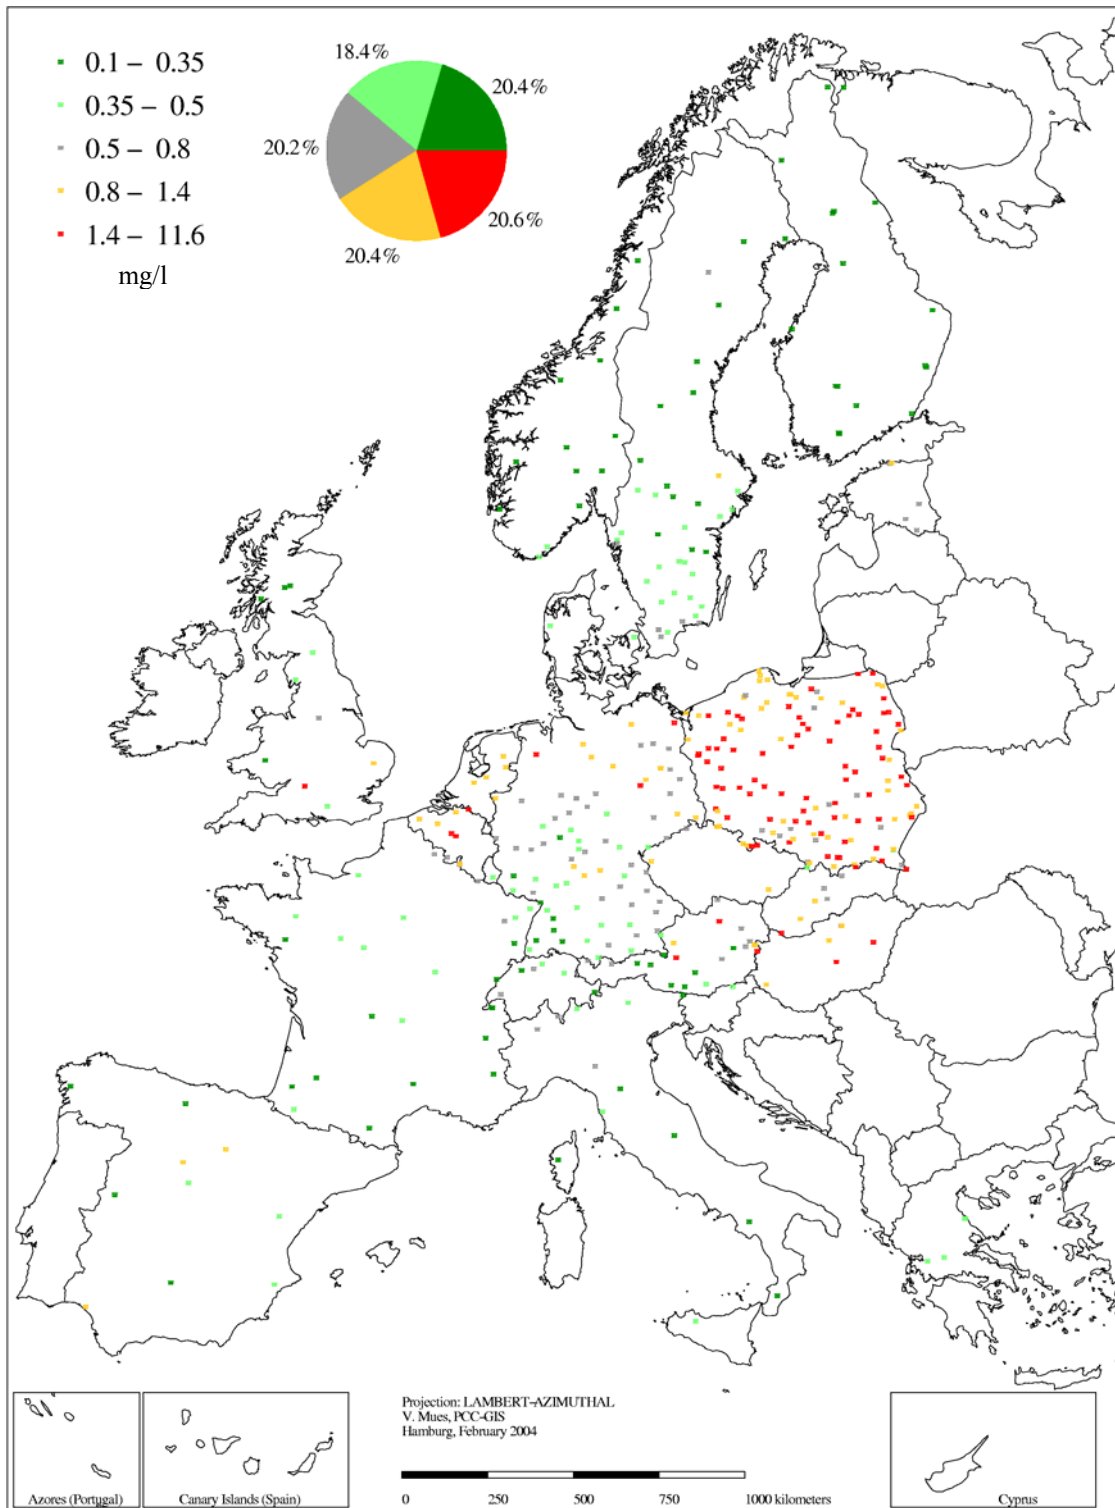 0.1 – 0.35
0.35 – 0.5
0.5 – 0.8
0.8 – 1.4
1.4 – 11.6
mg/l
18.4%
20.4%
20.2%
20.6%
20.4%
Projection: LAMBERT-AZIMUTHAL
V. Mues, PCC-GIS
Hamburg, February 2004
Azores (Portugal)
Canary Islands (Spain)
0 250 500 750 1000 kilometers
Cyprus